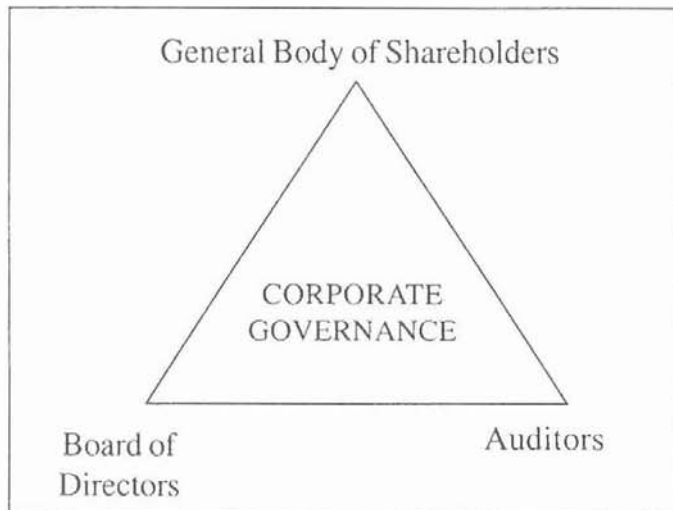 General Body of Shareholders
CORPORATE
GOVERNANCE
Board of
Directors
Auditors